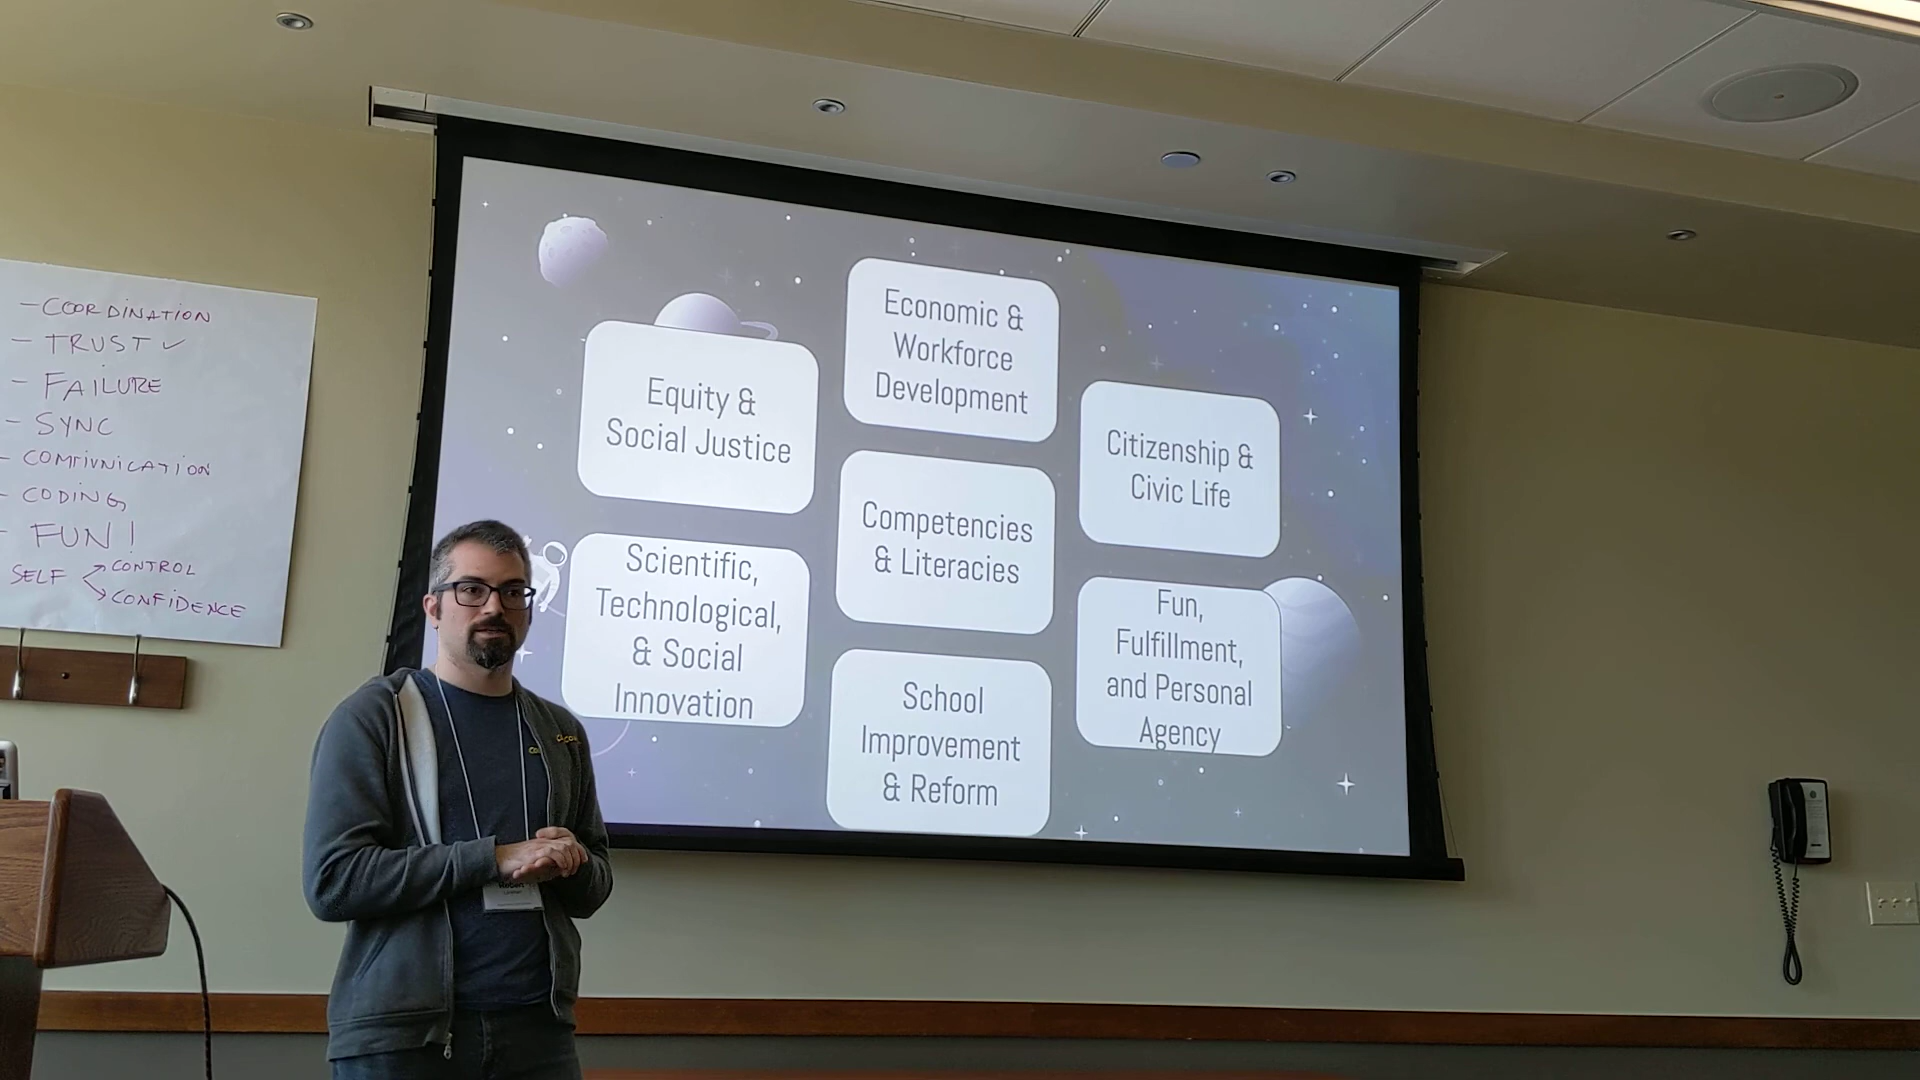 - COORDINATION
- TRUST ✓
- FAILURE
- SYNC
- COMMUNICATION
- CODING
- FUN!
SELF
CONTROL
CONFIDENCE
Equity &
Social Justice
Economic &
Workforce
Development
Citizenship &
Civic Life
Scientific,
Technological,
& Social
Innovation
Competencies
& Literacies
Fun,
Fulfillment,
and Personal
Agency
School
Improvement
& Reform